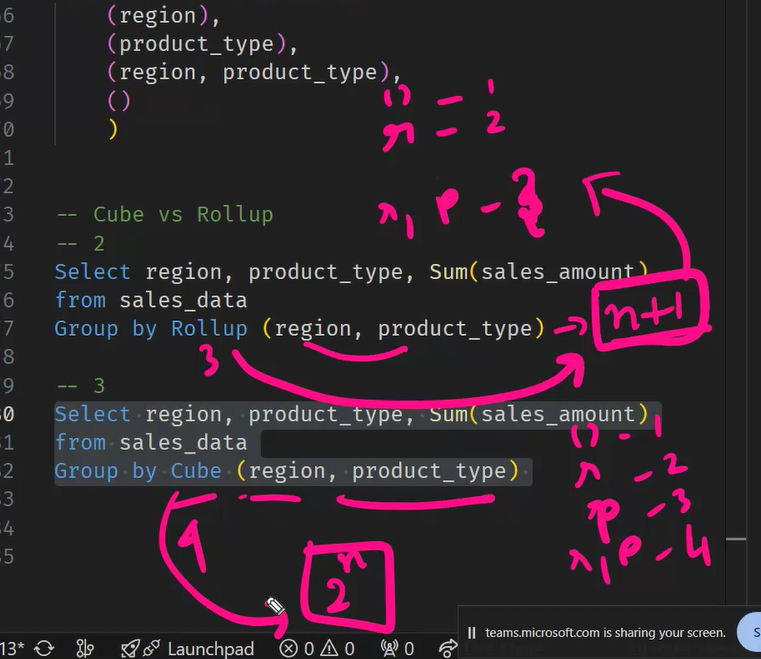 6 (region),
7 (product_type),
8 (region, product_type),
9 ()
0 )
() - 1
r - 2
1
2
r, p - 3
3 -- Cube vs Rollup
4 -- 2
5 Select region, product_type, Sum(sales_amount)
6 from sales_data
7 Group by Rollup (region, product_type) → n+1
8
3
9 -- 3
0 Select region, product_type, Sum(sales_amount)
1 from sales_data
() - 1
2 Group by Cube (region, product_type)
r - 2
3
p - 3
4
4
r, p - 4
5
2^n
13* Launchpad 0 0 0
teams.microsoft.com is sharing your screen.
S